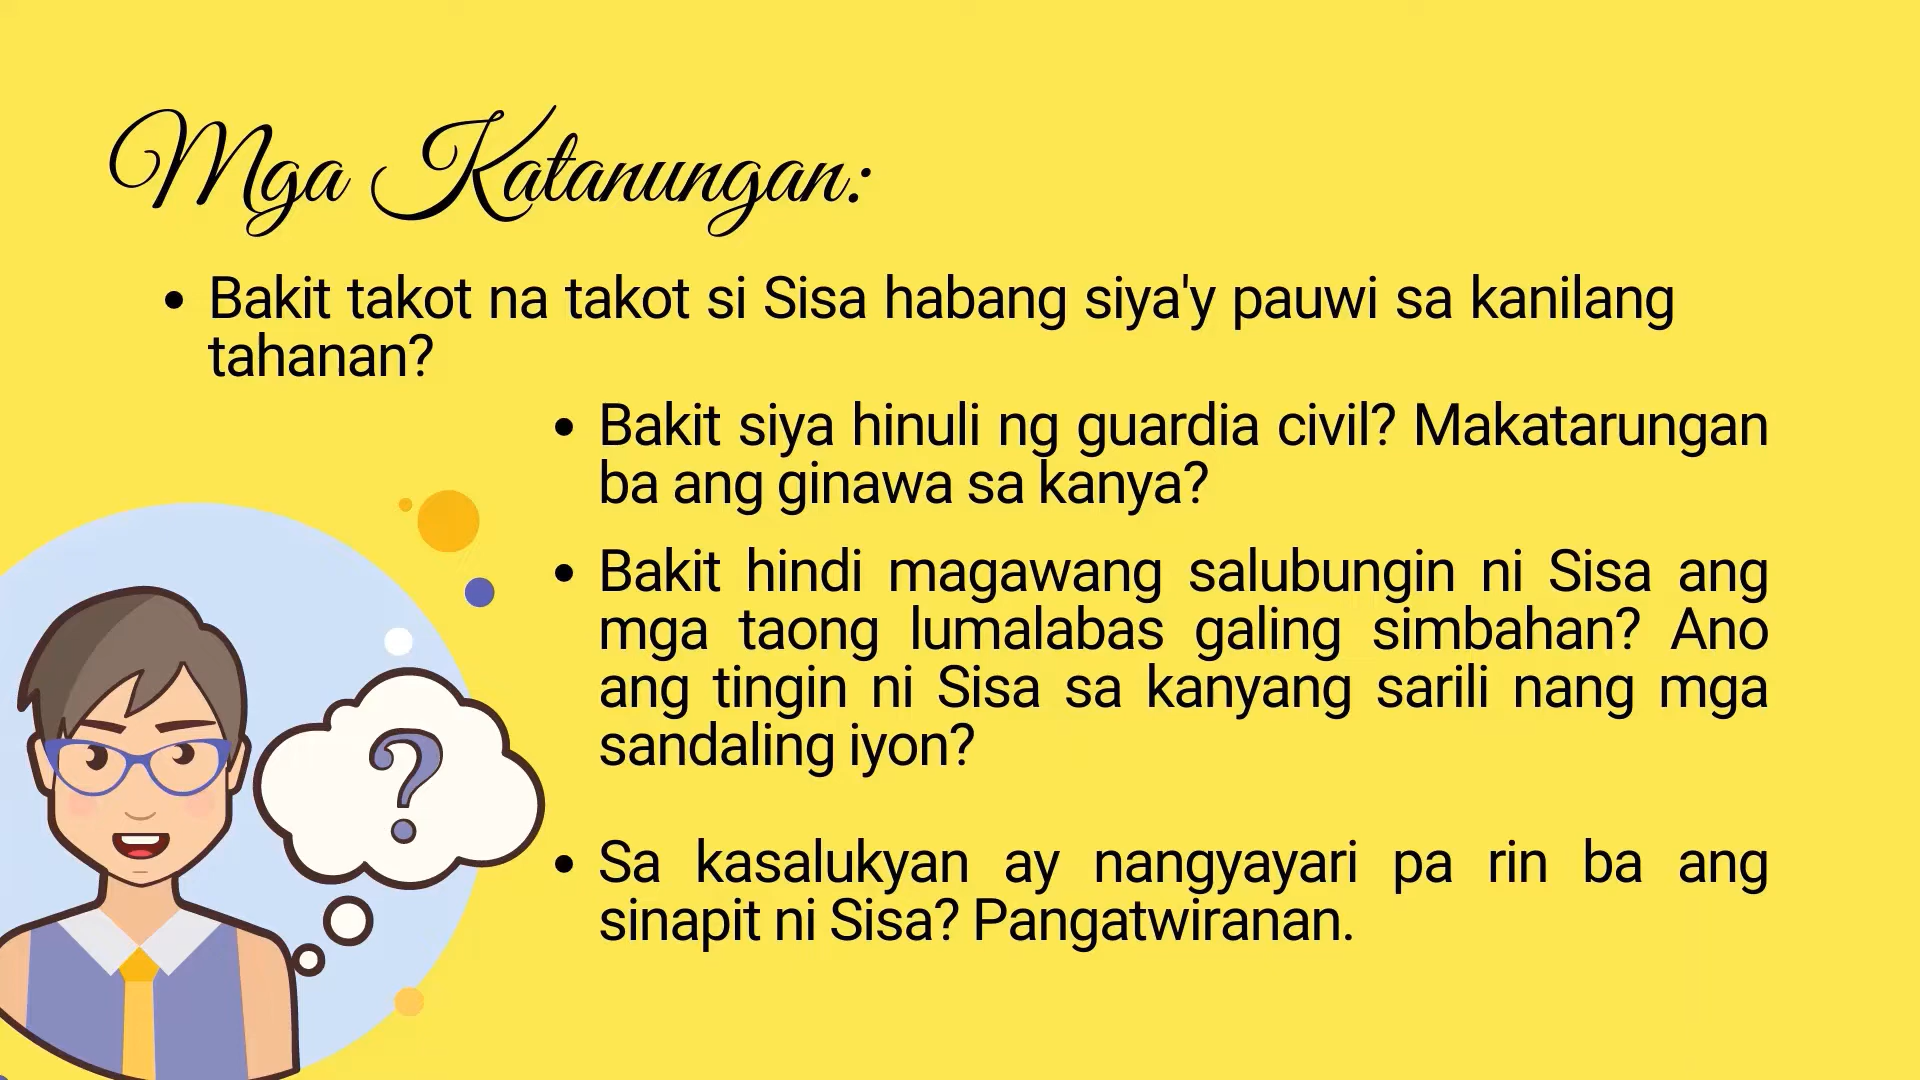 Mga Katanungan:
• Bakit takot na takot si Sisa habang siya'y pauwi sa kanilang
tahanan?
• Bakit siya hinuli ng guardia civil? Makatarungan
ba ang ginawa sa kanya?
• Bakit hindi magawang salubungin ni Sisa ang
mga taong lumalabas galing simbahan? Ano
ang tingin ni Sisa sa kanyang sarili nang mga
sandaling iyon?
• Sa kasalukyan ay nangyayari pa rin ba ang
sinapit ni Sisa? Pangatwiranan.
?